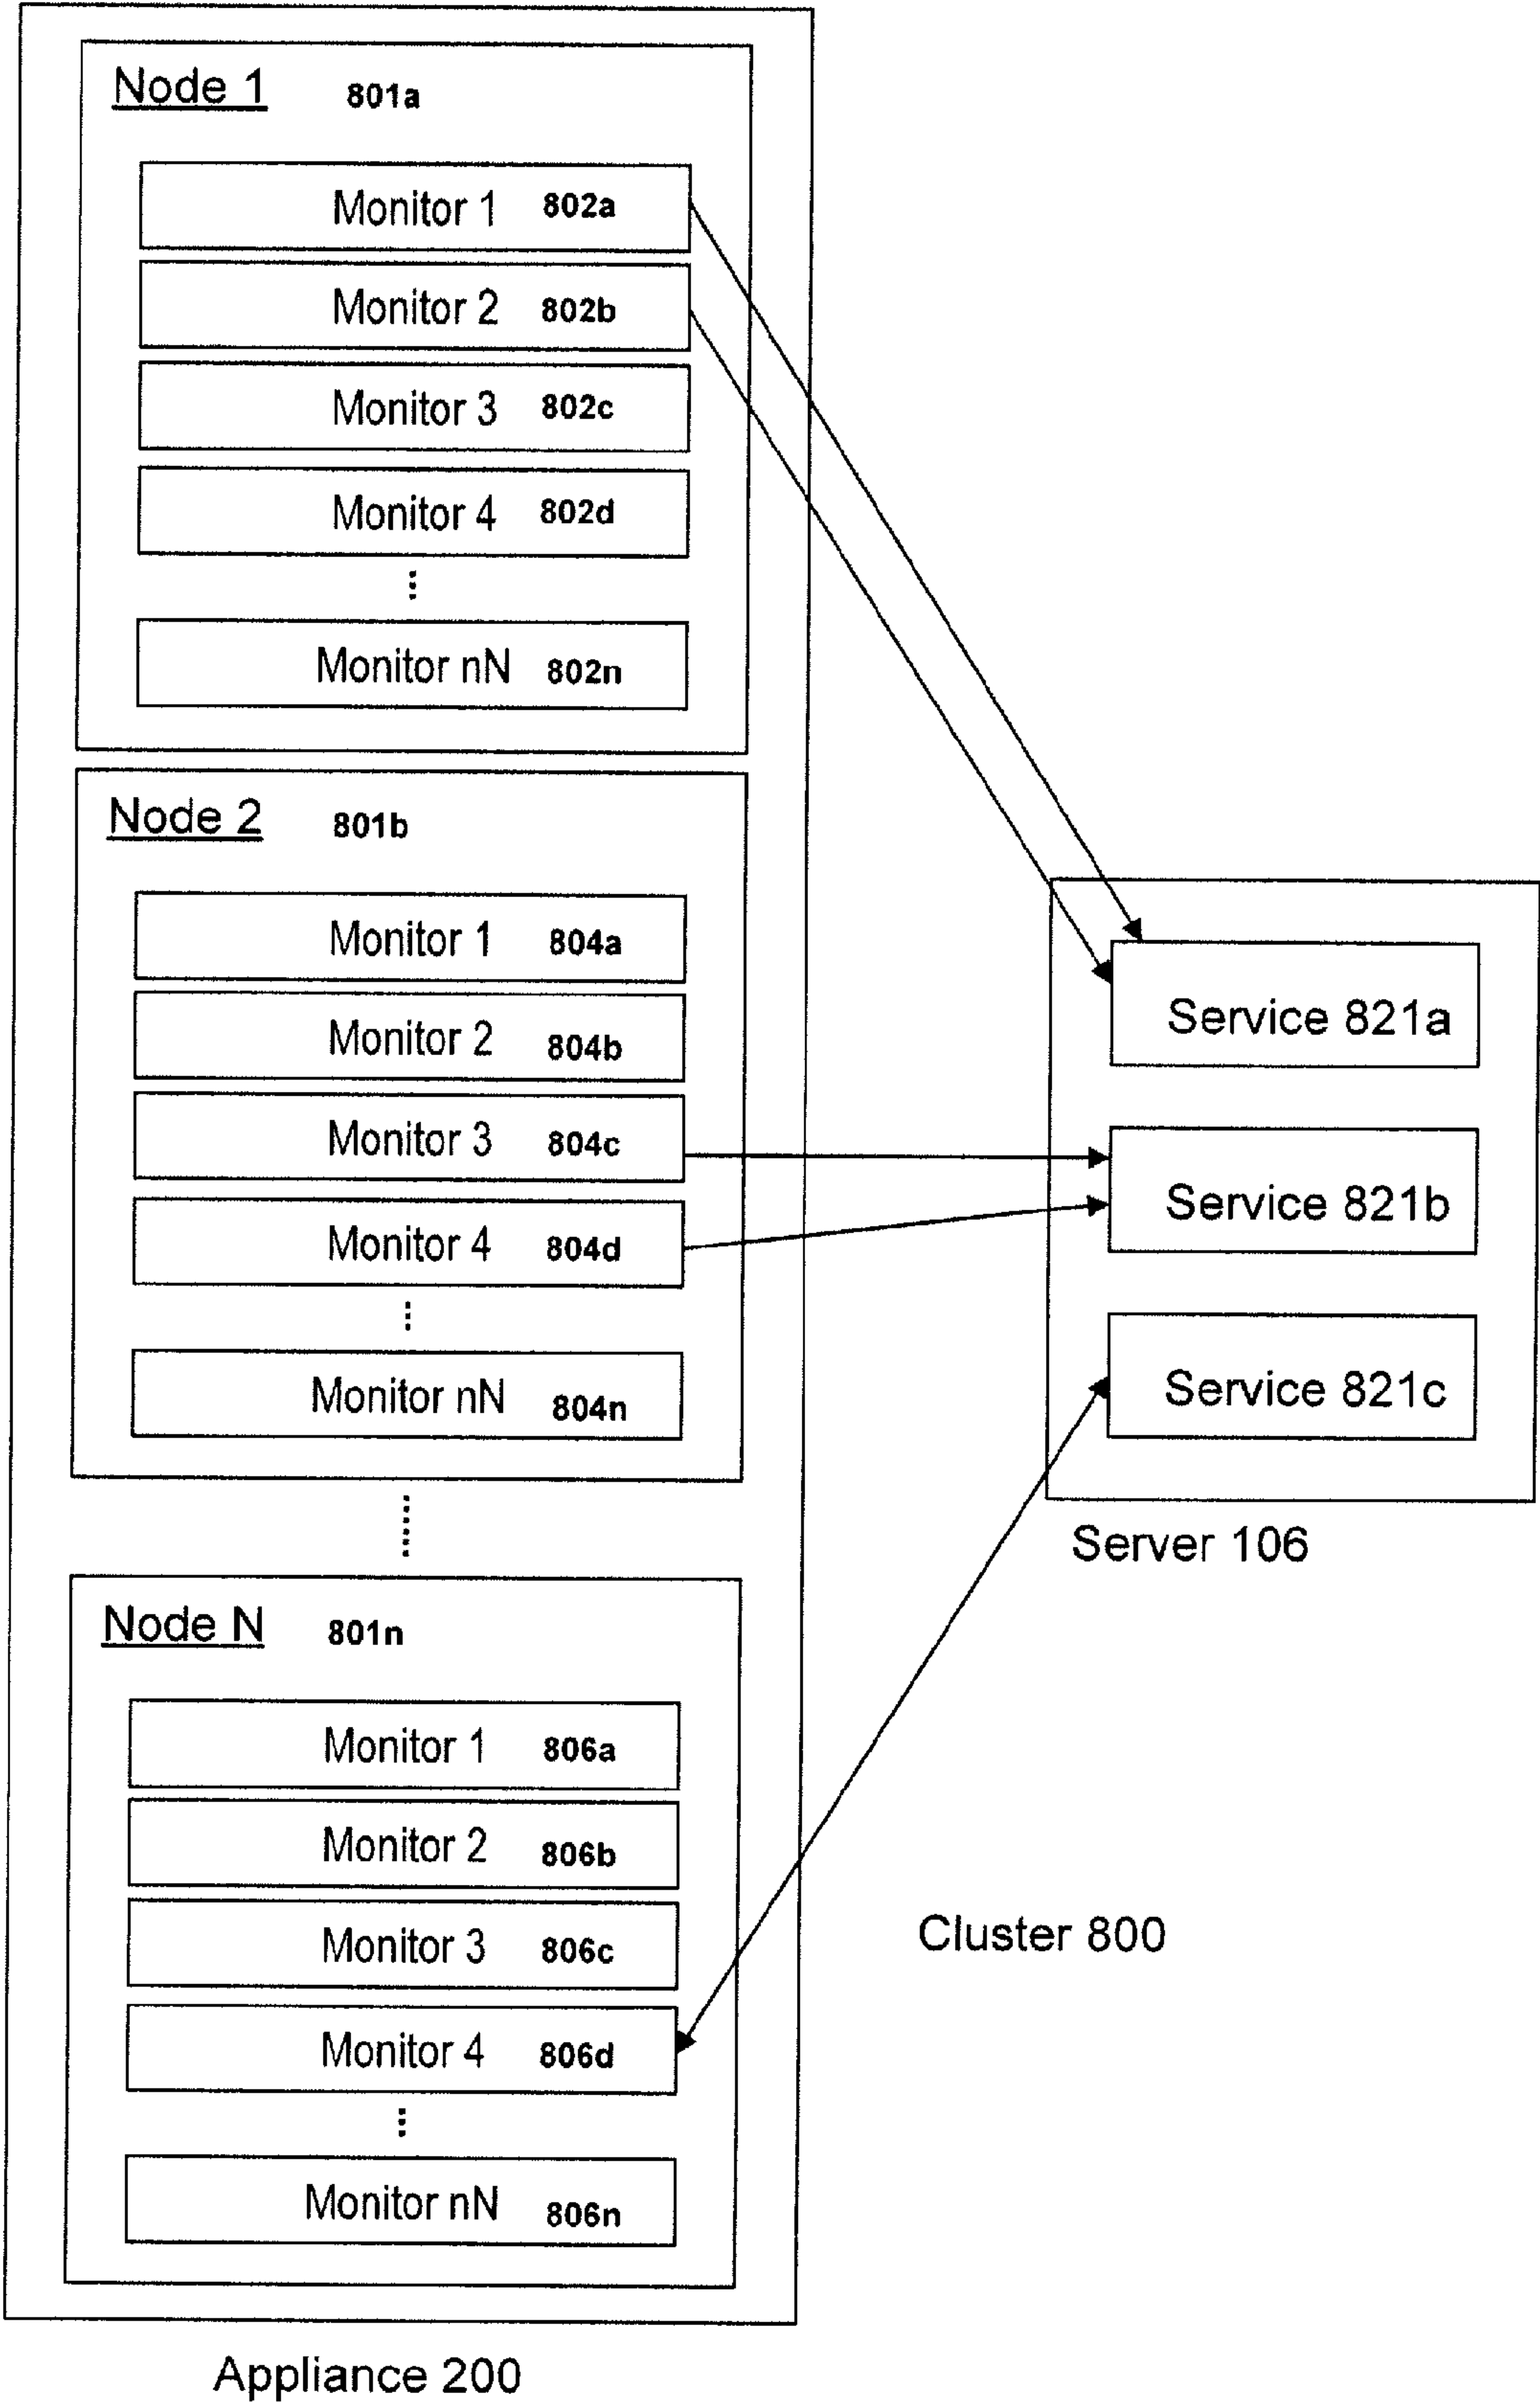 Node 1 801a
Monitor 1 802a
Monitor 2 802b
Monitor 3 802c
Monitor 4 802d
Monitor nN 802n
Node 2 801b
Monitor 1 804a
Monitor 2 804b
Monitor 3 804c
Monitor 4 804d
Monitor nN 804n
Node N 801n
Monitor 1 806a
Monitor 2 806b
Monitor 3 806c
Monitor 4 806d
Monitor nN 806n
Appliance 200
Service 821a
Service 821b
Service 821c
Server 106
Cluster 800